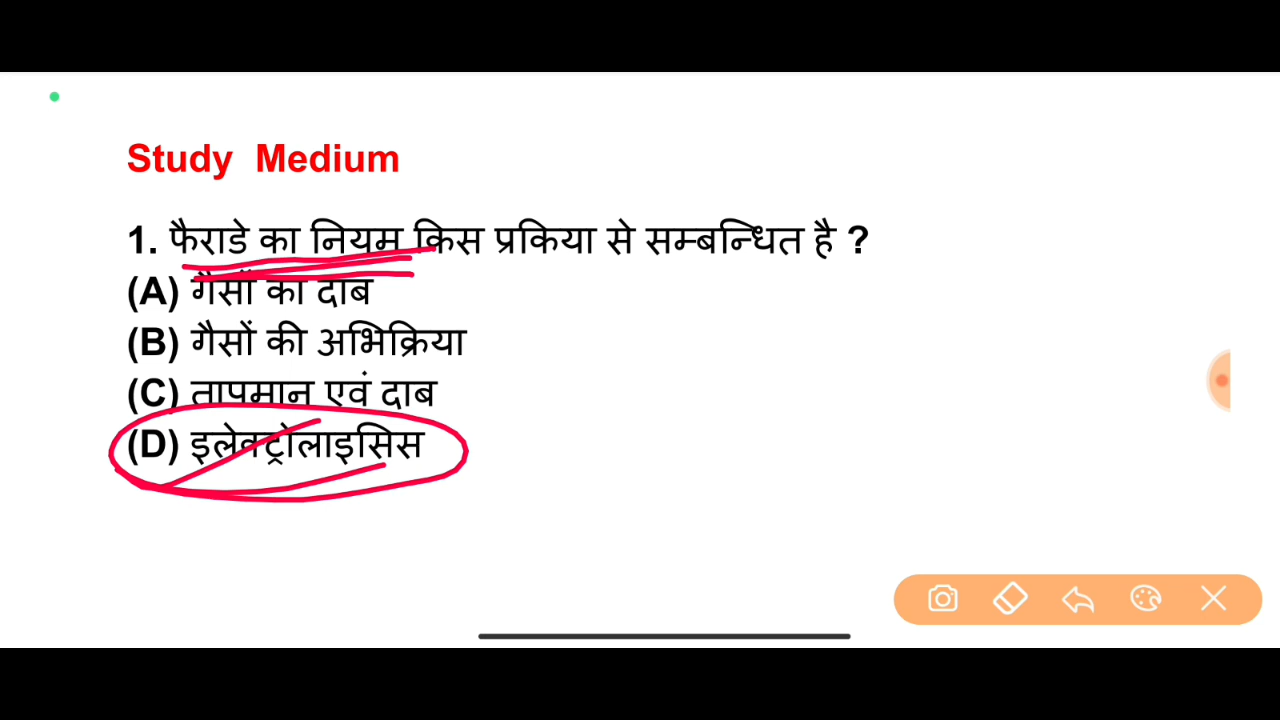 Study Medium
1. फैराडे का नियम किस प्रकिया से सम्बन्धित है ?
(A) गैसों का दाब
(B) गैसों की अभिक्रिया
(C) तापमान एवं दाब
(D) इलेक्ट्रोलाइसिस